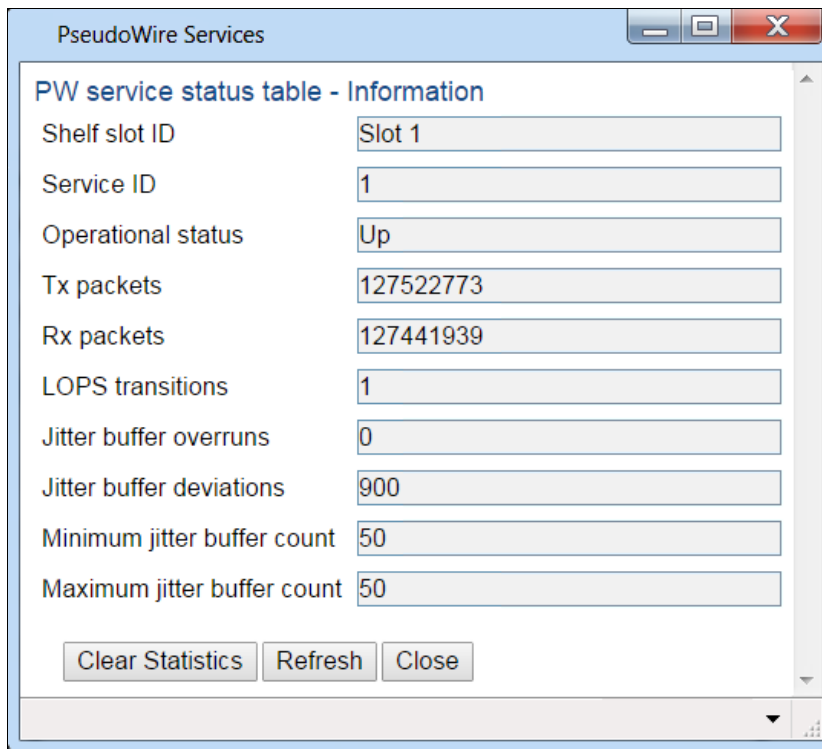 PseudoWire Services
PW service status table - Information
Shelf slot ID Slot 1
Service ID 1
Operational status Up
Tx packets 127522773
Rx packets 127441939
LOPS transitions 1
Jitter buffer overruns 0
Jitter buffer deviations 900
Minimum jitter buffer count 50
Maximum jitter buffer count 50
Clear Statistics Refresh Close